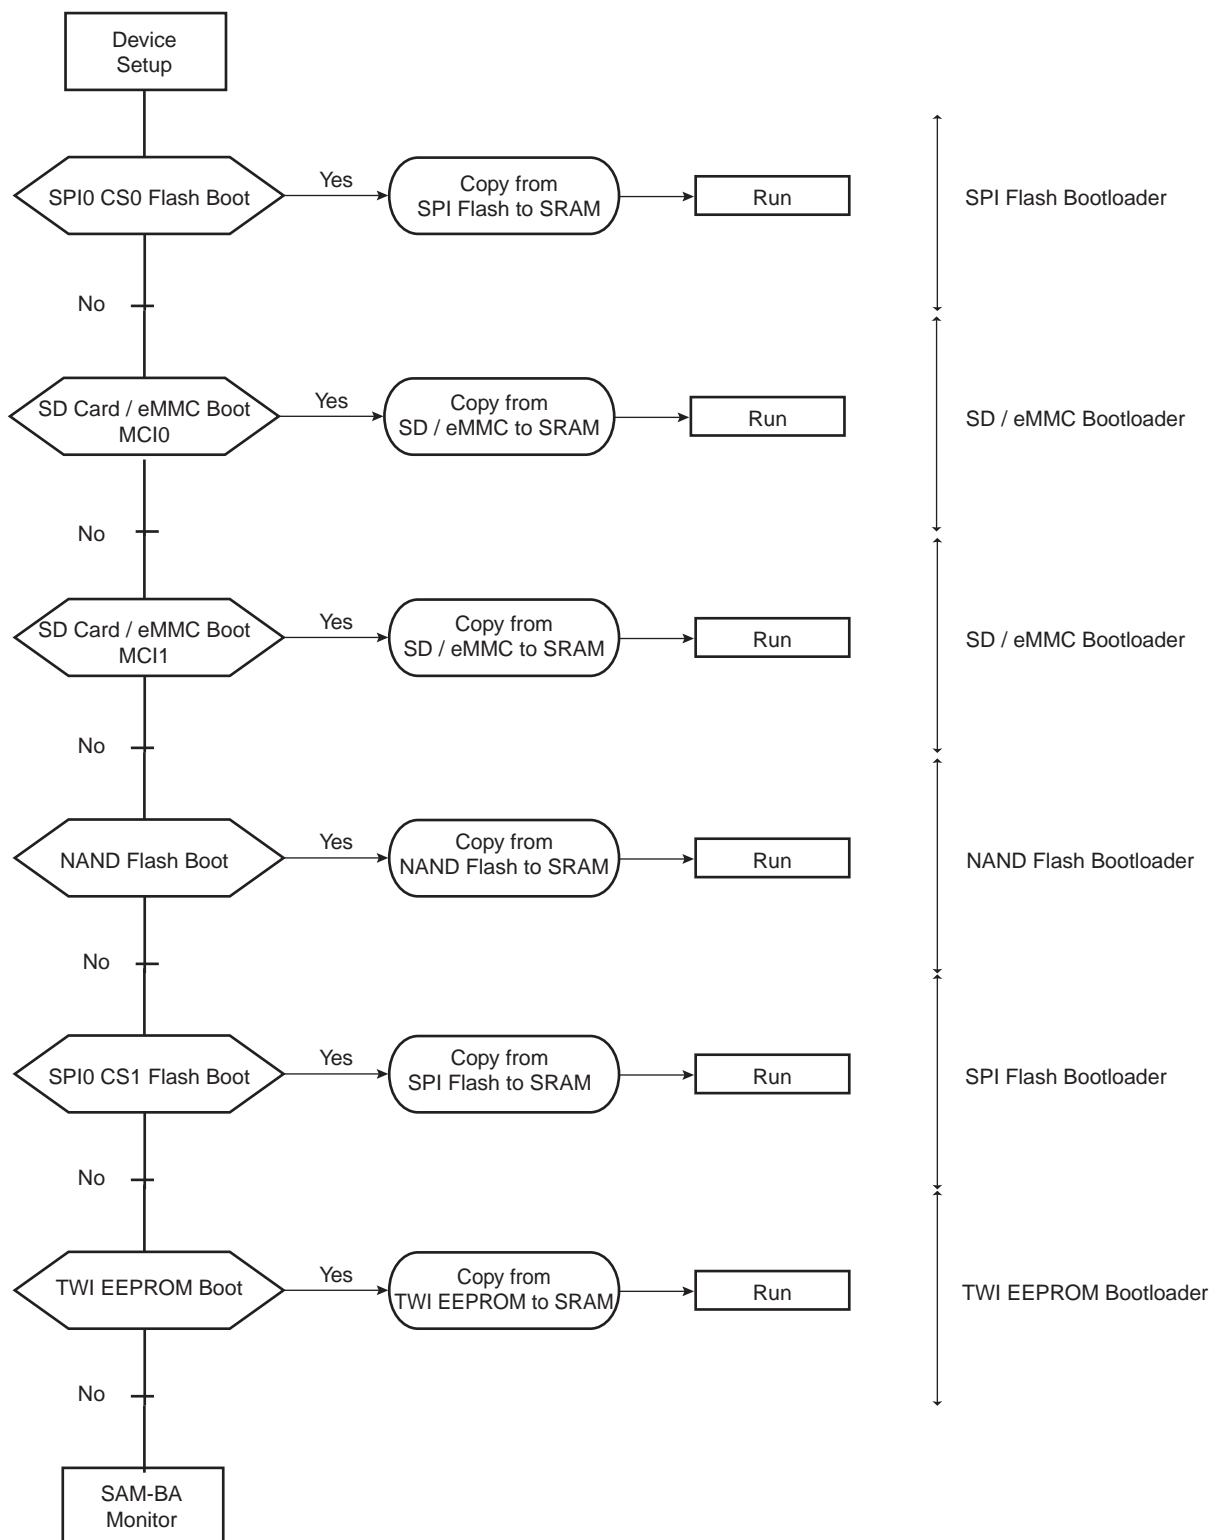 Device
Setup
SPI0 CS0 Flash Boot
Yes
Copy from
SPI Flash to SRAM
Run
SPI Flash Bootloader
No
SD Card / eMMC Boot
MCI0
Yes
Copy from
SD / eMMC to SRAM
Run
SD / eMMC Bootloader
No
SD Card / eMMC Boot
MCI1
Yes
Copy from
SD / eMMC to SRAM
Run
SD / eMMC Bootloader
No
NAND Flash Boot
Yes
Copy from
NAND Flash to SRAM
Run
NAND Flash Bootloader
No
SPI0 CS1 Flash Boot
Yes
Copy from
SPI Flash to SRAM
Run
SPI Flash Bootloader
No
TWI EEPROM Boot
Yes
Copy from
TWI EEPROM to SRAM
Run
TWI EEPROM Bootloader
No
SAM-BA
Monitor